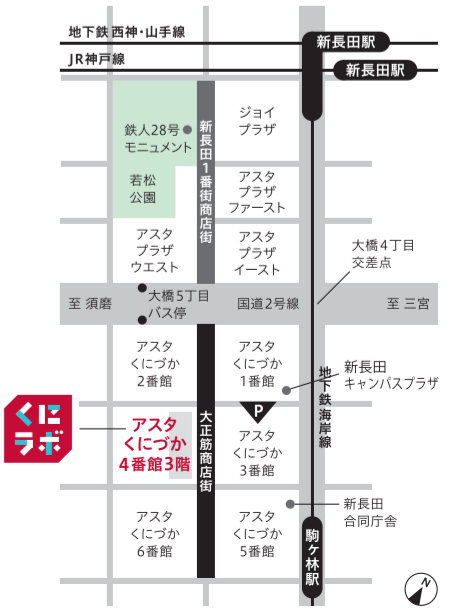 地下鉄 西神・山手線
新長田駅
JR神戸線
新長田駅
ジョイ
プラザ
鉄人28号
モニュメント
新長田1番街商店街
若松
公園
アスタ
プラザ
ファースト
アスタ
プラザ
ウエスト
アスタ
プラザ
イースト
大橋4丁目
交差点
至 須磨
大橋5丁目
バス停
国道2号線
至 三宮
アスタ
くにづか
2番館
アスタ
くにづか
1番館
新長田
キャンパスプラザ
地下鉄海岸線
P
くに
ラボ
アスタ
くにづか
4番館3階
大正筋商店街
アスタ
くにづか
3番館
新長田
合同庁舎
アスタ
くにづか
6番館
アスタ
くにづか
5番館
駒ヶ林駅
N